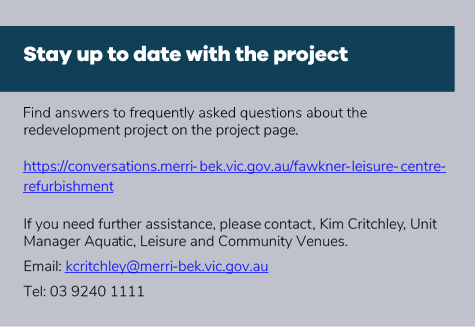 Stay up to date with the project
Find answers to frequently asked questions about the
redevelopment project on the project page.
https://conversations.merri-bek.vic.gov.au/fawkner-leisure-centre-
refurbishment
If you need further assistance, please contact, Kim Critchley, Unit
Manager Aquatic, Leisure and Community Venues.
Email: kcritchley@merri-bek.vic.gov.au
Tel: 03 9240 1111